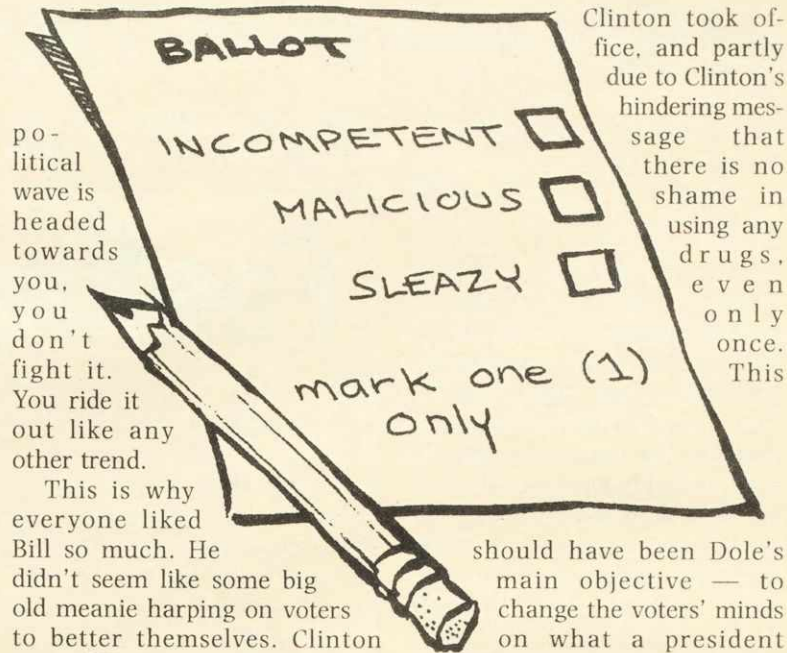 po-
litical
wave is
headed
towards
you,
you
don't
fight it.
You ride it
out like any
other trend.
This is why
everyone liked
Bill so much. He
didn't seem like some big
old meanie harping on voters
to better themselves. Clinton
BALLOT
INCOMPETENT
MALICIOUS
SLEAZY
mark one (1)
only
Clinton took of-
fice, and partly
due to Clinton's
hindering mes-
sage that
there is no
shame in
using any
drugs,
even
only
once.
This
should have been Dole's
main objective — to
change the voters' minds
on what a president